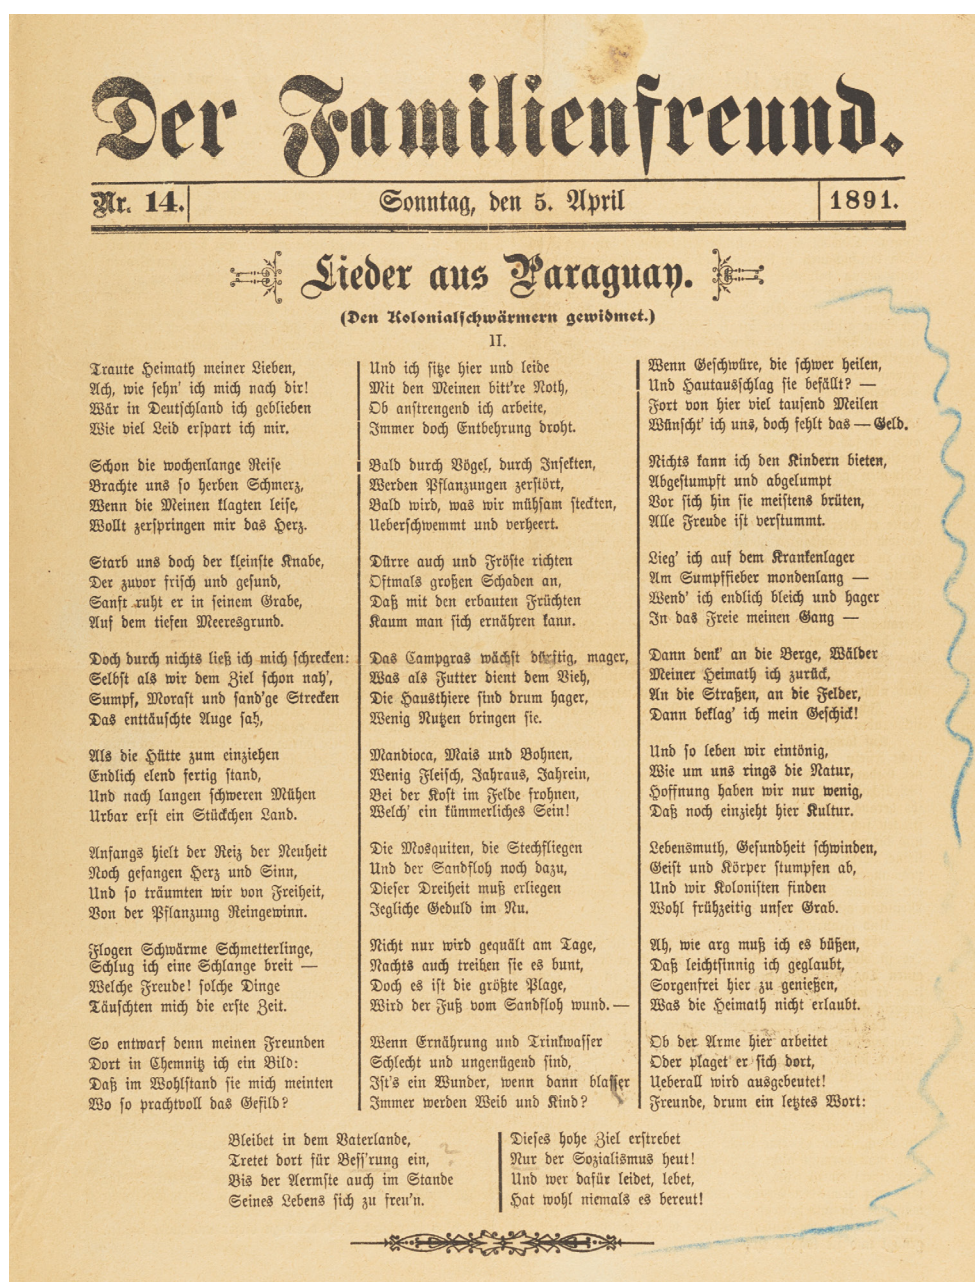 Der Familienfreund.
Nr. 14.
Sonntag, den 5. April
1891.
Lieder aus Paraguay.
(Den Kolonialschwärmern gewidmet.)
II.
Traute Heimath meiner Lieben,
Ach, wie sehn' ich mich nach dir!
Wär in Deutschland ich geblieben
Wie viel Leid erspart ich mir.
Schon die wochenlange Reise
Brachte uns so herben Schmerz,
Wenn die Meinen klagten leise,
Wollt zerspringen mir das Herz.
Starb uns doch der kleinste Knabe,
Der zuvor frisch und gesund,
Sanft ruht er in seinem Grabe,
Auf dem tiefen Meeresgrund.
Doch durch nichts ließ ich mich schrecken:
Selbst als wir dem Ziel schon nah',
Sumpf, Morast und sand'ge Strecken
Das enttäuschte Auge sah,
Als die Hütte zum einziehen
Endlich elend fertig stand,
Und nach langen schweren Mühen
Urbar erst ein Stückchen Land.
Anfangs hielt der Reiz der Neuheit
Noch gefangen Herz und Sinn,
Und so träumten wir von Freiheit,
Von der Pflanzung Reingewinn.
Flogen Schwärme Schmetterlinge,
Schlug ich eine Schlange breit —
Welche Freude! solche Dinge
Täuschten mich die erste Zeit.
So entwarf denn meinen Freunden
Dort in Chemnitz ich ein Bild:
Daß im Wohlstand sie mich meinten
Wo so prachtvoll das Gefild?
Und ich sitze hier und leide
Mit den Meinen bitt're Noth,
Ob anstrengend ich arbeite,
Immer doch Entbehrung droht.
Bald durch Vögel, durch Insekten,
Werden Pflanzungen zerstört,
Bald wird, was wir mühsam steckten,
Ueberschwemmt und verheert.
Dürre auch und Fröste richten
Oftmals großen Schaden an,
Daß mit den erbauten Früchten
Kaum man sich ernähren kann.
Das Campgras wächst dürftig, mager,
Was als Futter dient dem Vieh,
Die Hausthiere sind drum hager,
Wenig Nutzen bringen sie.
Mandioca, Mais und Bohnen,
Wenig Fleisch, Jahraus, Jahrein,
Bei der Kost im Felde frohnen,
Welch' ein kümmerliches Sein!
Die Mosquiten, die Stechfliegen
Und der Sandfloh noch dazu,
Dieser Dreiheit muß erliegen
Jegliche Geduld im Nu.
Nicht nur wird gequält am Tage,
Nachts auch treiben sie es bunt,
Doch es ist die größte Plage,
Wird der Fuß vom Sandfloh wund. —
Wenn Ernährung und Trinkwasser
Schlecht und ungenügend sind,
Ist's ein Wunder, wenn dann blasser
Immer werden Weib und Kind?
Wenn Geschwüre, die schwer heilen,
Und Hautausschlag sie befällt? —
Fort von hier viel tausend Meilen
Wünscht' ich uns, doch fehlt das — Geld.
Nichts kann ich den Kindern bieten,
Abgestumpft und abgelumpt
Vor sich hin sie meistens brüten,
Alle Freude ist verstummt.
Lieg' ich auf dem Krankenlager
Am Sumpffieber mondenlang —
Wend' ich endlich bleich und hager
In das Freie meinen Gang —
Dann denk' an die Berge, Wälder
Meiner Heimath ich zurück,
An die Straßen, an die Felder,
Dann beklag' ich mein Geschick!
Und so leben wir eintönig,
Wie um uns rings die Natur,
Hoffnung haben wir nur wenig,
Daß noch einzieht hier Kultur.
Lebensmuth, Gesundheit schwinden,
Geist und Körper stumpfen ab,
Und wir Kolonisten finden
Wohl frühzeitig unser Grab.
Ah, wie arg muß ich es büßen,
Daß leichtsinnig ich geglaubt,
Sorgenfrei hier zu genießen,
Was die Heimath nicht erlaubt.
Ob der Arme hier arbeitet
Oder plaget er sich dort,
Ueberall wird ausgebeutet!
Freunde, drum ein letztes Wort:
Bleibet in dem Vaterlande,
Tretet dort für Bess'rung ein,
Bis der Aermste auch im Stande
Seines Lebens sich zu freu'n.
Dieses hohe Ziel erstrebet
Nur der Sozialismus heut!
Und wer dafür leidet, lebet,
Hat wohl niemals es bereut!